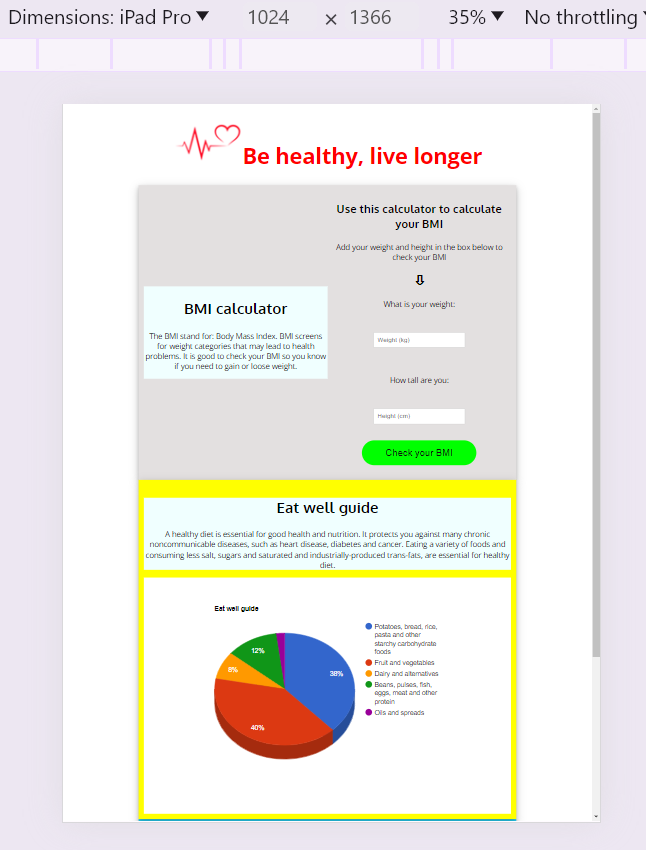 Dimensions: iPad Pro ▼ 1024 × 1366 35% ▼ No throttling
Be healthy, live longer
Use this calculator to calculate
your BMI
Add your weight and height in the box below to
check your BMI
⇩
What is your weight:
Weight (kg)
How tall are you:
Height (cm)
Check your BMI
BMI calculator
The BMI stand for: Body Mass Index. BMI screens
for weight categories that may lead to health
problems. It is good to check your BMI so you know
if you need to gain or loose weight.
Eat well guide
A healthy diet is essential for good health and nutrition. It protects you against many chronic
noncommunicable diseases, such as heart disease, diabetes and cancer. Eating a variety of foods and
consuming less salt, sugars and saturated and industrially-produced trans-fats, are essential for healthy
diet.
Eat well guide
12%
8%
38%
40%
Potatoes, bread, rice,
pasta and other
starchy carbohydrate
foods
Fruit and vegetables
Dairy and alternatives
Beans, pulses, fish,
eggs, meat and other
protein
Oils and spreads